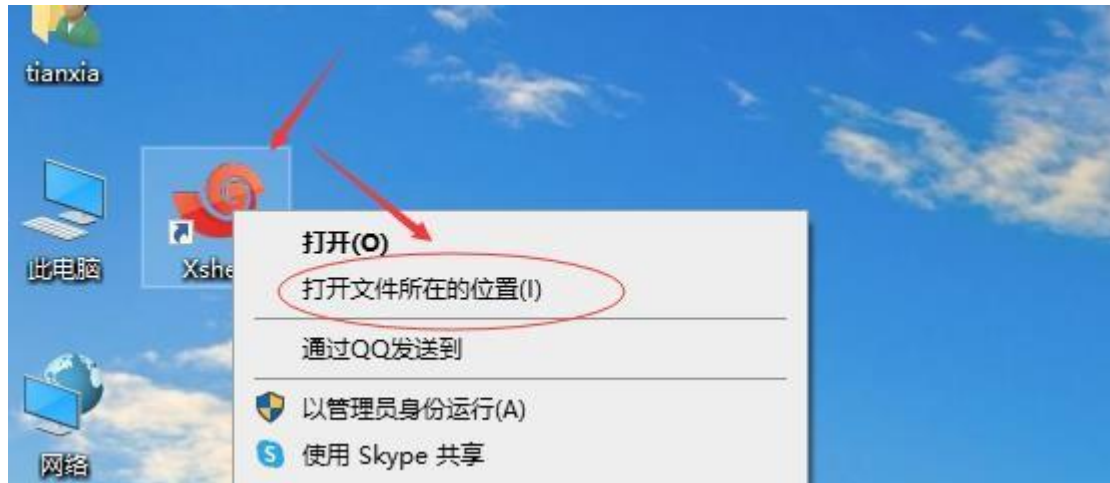 tianxia
此电脑
Xshe
网络
打开(O)
打开文件所在的位置(I)
通过QQ发送到
以管理员身份运行(A)
使用 Skype 共享